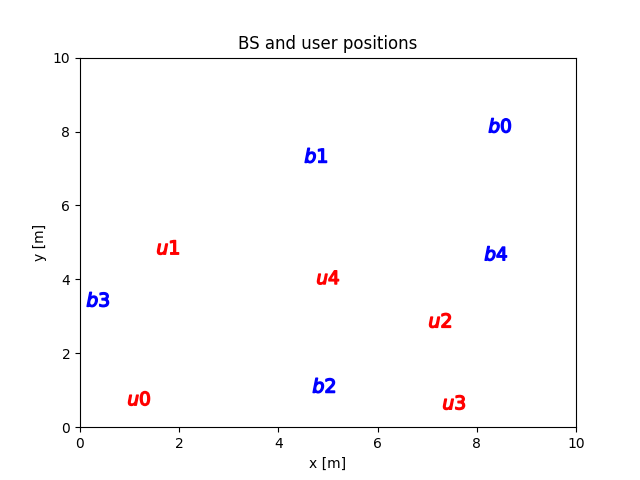 BS and user positions
10
b0
8
b1
6
u1
b4
y [m]
4
u4
b3
u2
2
b2
u0
u3
0
0 2 4 6 8 10
x [m]